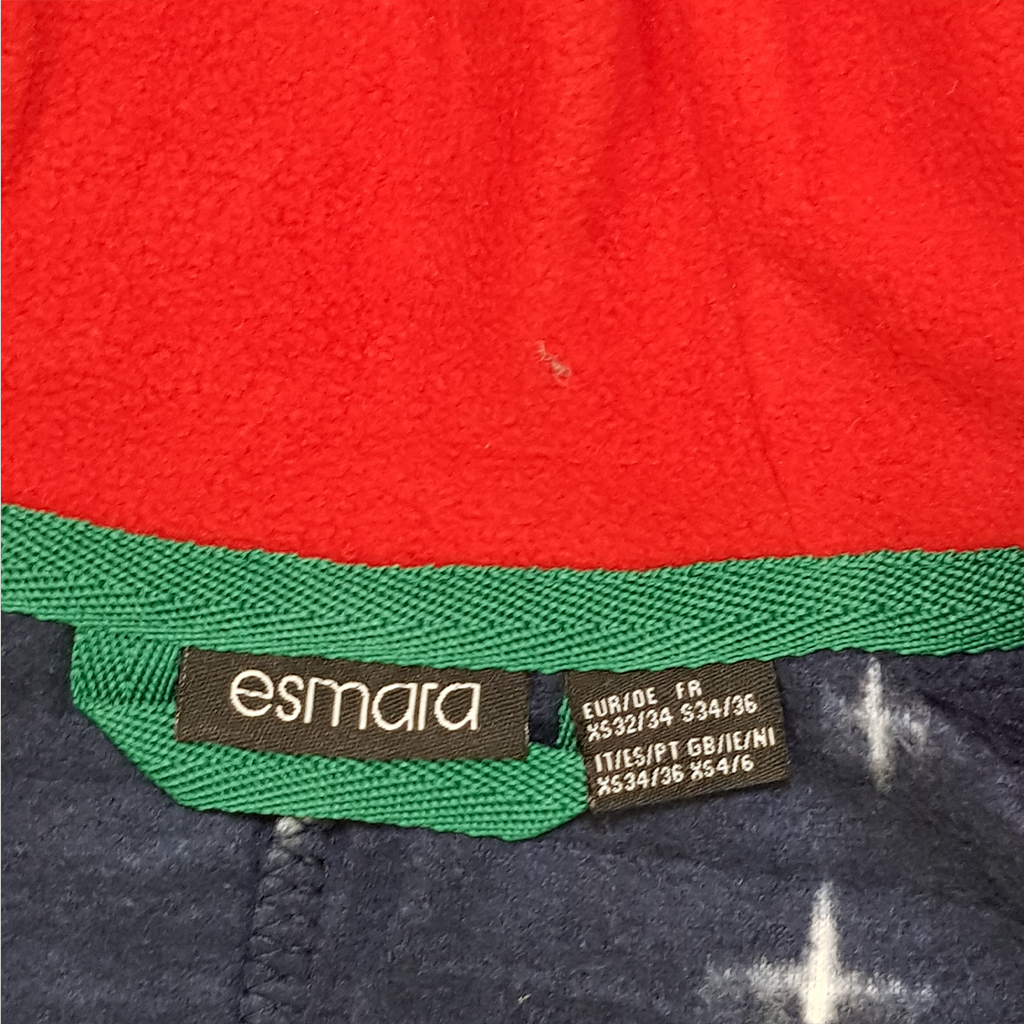 esmara
EUR/DE FR
XS32/34 S34/36
IT/ES/PT GB/IE/NI
XS34/36 XS4/6